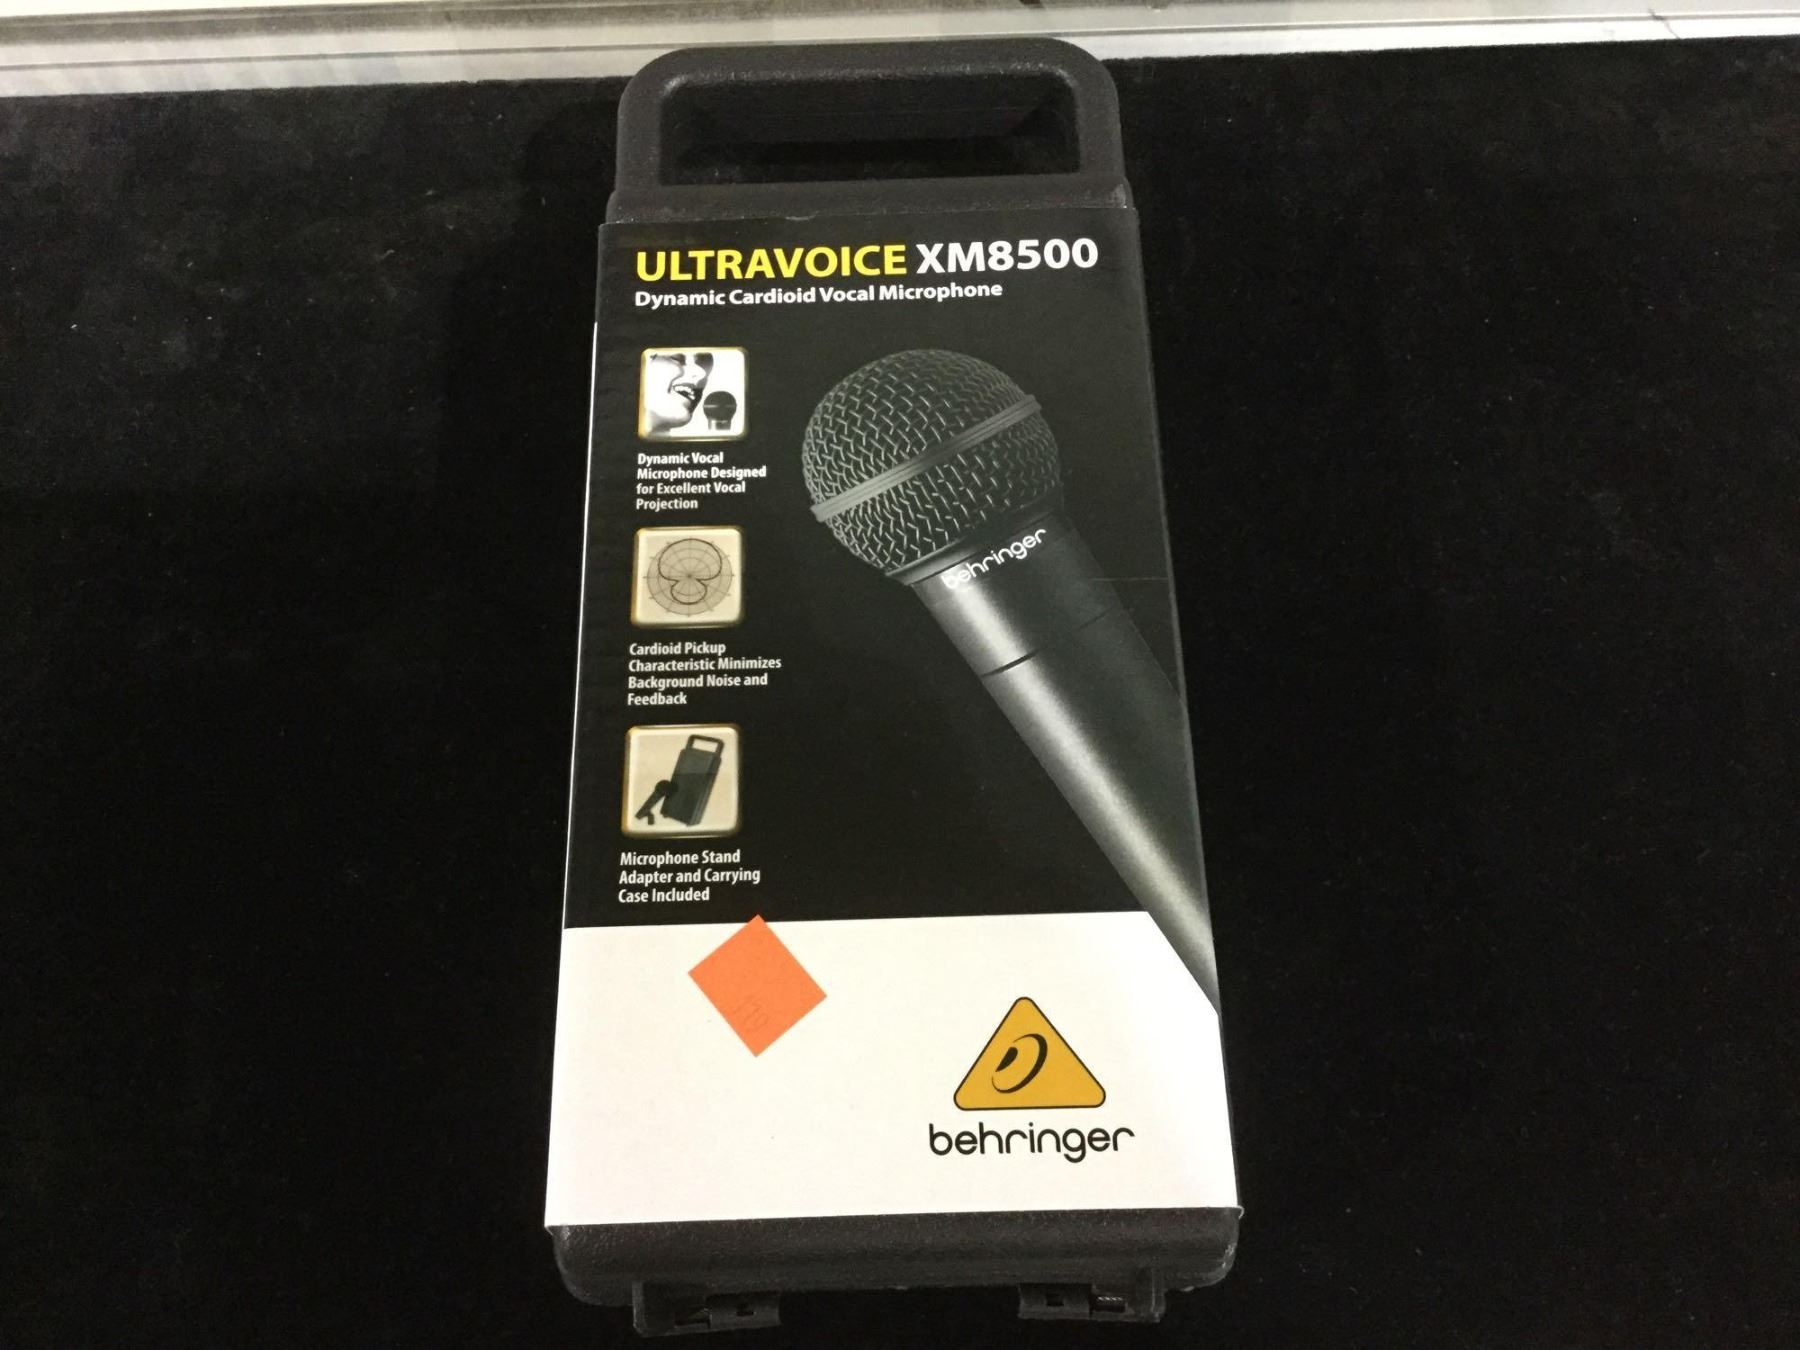 ULTRAVOICE XM8500
Dynamic Cardioid Vocal Microphone
Dynamic Vocal
Microphone Designed
for Excellent Vocal
Projection
behringer
Cardioid Pickup
Characteristic Minimizes
Background Noise and
Feedback
Microphone Stand
Adapter and Carrying
Case Included
behringer